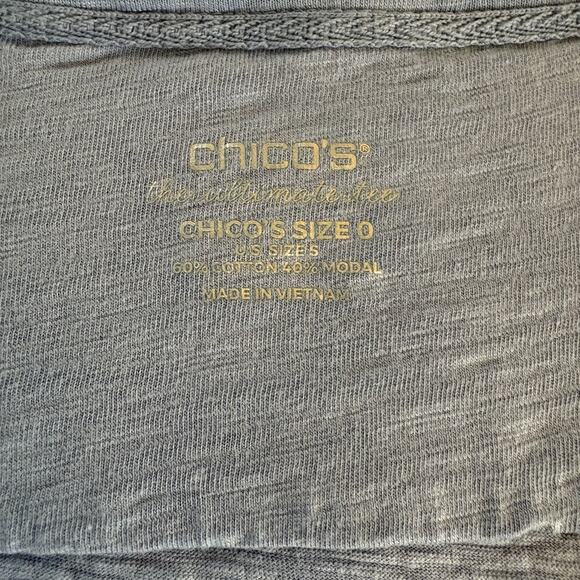 chico's®
the ultimate tee
CHICO'S SIZE 0
U.S. SIZE S
60% COTTON 40% MODAL
MADE IN VIETNAM